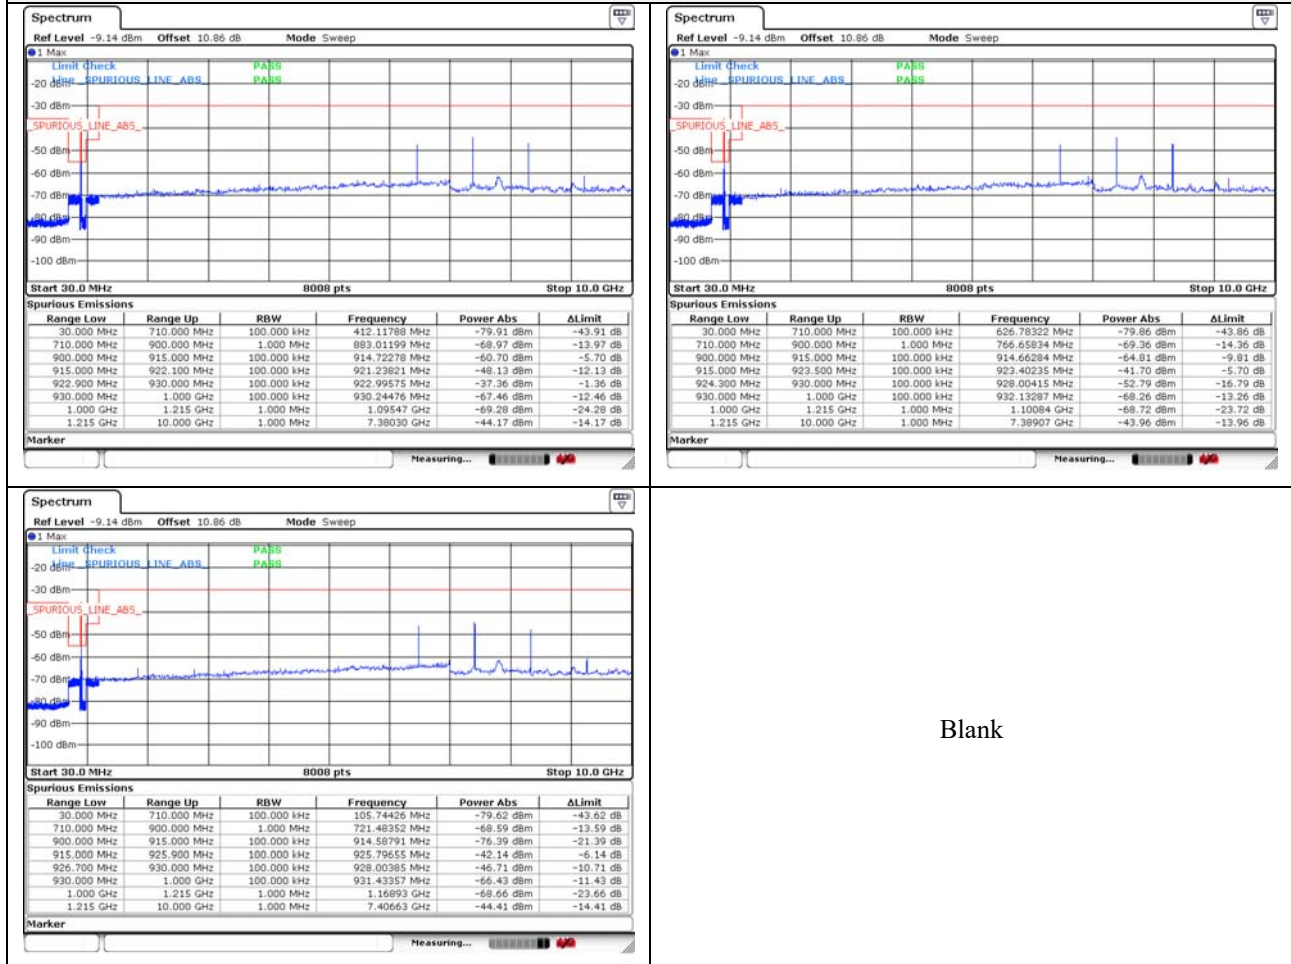 Spectrum
Ref Level -9.14 dBm Offset 10.86 dB Mode Sweep
1 Max
Limit Check PASS
Line _SPURIOUS_LINE_ABS_ PASS
-20 dBm
-30 dBm
_SPURIOUS_LINE_ABS_
-50 dBm
-60 dBm
-70 dBm
-80 dBm
-90 dBm
-100 dBm
Start 30.0 MHz 8008 pts Stop 10.0 GHz
Spurious Emissions
Range Low Range Up RBW Frequency Power Abs ΔLimit
30.000 MHz 710.000 MHz 100.000 kHz 412.11788 MHz -79.91 dBm -43.91 dB
710.000 MHz 900.000 MHz 1.000 MHz 883.01199 MHz -68.97 dBm -13.97 dB
900.000 MHz 915.000 MHz 100.000 kHz 914.72278 MHz -60.70 dBm -5.70 dB
915.000 MHz 922.100 MHz 100.000 kHz 921.23821 MHz -48.13 dBm -12.13 dB
922.900 MHz 930.000 MHz 100.000 kHz 922.99575 MHz -37.36 dBm -1.36 dB
930.000 MHz 1.000 GHz 100.000 kHz 930.24476 MHz -67.46 dBm -12.46 dB
1.000 GHz 1.215 GHz 1.000 MHz 1.09547 GHz -69.28 dBm -24.28 dB
1.215 GHz 10.000 GHz 1.000 MHz 7.38030 GHz -44.17 dBm -14.17 dB
Marker
Measuring...
Spectrum
Ref Level -9.14 dBm Offset 10.86 dB Mode Sweep
1 Max
Limit Check PASS
Line _SPURIOUS_LINE_ABS_ PASS
-20 dBm
-30 dBm
_SPURIOUS_LINE_ABS_
-50 dBm
-60 dBm
-70 dBm
-80 dBm
-90 dBm
-100 dBm
Start 30.0 MHz 8008 pts Stop 10.0 GHz
Spurious Emissions
Range Low Range Up RBW Frequency Power Abs ΔLimit
30.000 MHz 710.000 MHz 100.000 kHz 626.78322 MHz -79.86 dBm -43.86 dB
710.000 MHz 900.000 MHz 1.000 MHz 766.65834 MHz -69.36 dBm -14.36 dB
900.000 MHz 915.000 MHz 100.000 kHz 914.66284 MHz -64.81 dBm -9.81 dB
915.000 MHz 923.500 MHz 100.000 kHz 923.40235 MHz -41.70 dBm -5.70 dB
924.300 MHz 930.000 MHz 100.000 kHz 928.00415 MHz -52.79 dBm -16.79 dB
930.000 MHz 1.000 GHz 100.000 kHz 932.13287 MHz -68.26 dBm -13.26 dB
1.000 GHz 1.215 GHz 1.000 MHz 1.10084 GHz -68.72 dBm -23.72 dB
1.215 GHz 10.000 GHz 1.000 MHz 7.38907 GHz -43.96 dBm -13.96 dB
Marker
Measuring...
Spectrum
Ref Level -9.14 dBm Offset 10.86 dB Mode Sweep
1 Max
Limit Check PASS
Line _SPURIOUS_LINE_ABS_ PASS
-20 dBm
-30 dBm
_SPURIOUS_LINE_ABS_
-50 dBm
-60 dBm
-70 dBm
-80 dBm
-90 dBm
-100 dBm
Start 30.0 MHz 8008 pts Stop 10.0 GHz
Spurious Emissions
Range Low Range Up RBW Frequency Power Abs ΔLimit
30.000 MHz 710.000 MHz 100.000 kHz 105.74426 MHz -79.62 dBm -43.62 dB
710.000 MHz 900.000 MHz 1.000 MHz 721.48352 MHz -68.59 dBm -13.59 dB
900.000 MHz 915.000 MHz 100.000 kHz 914.58791 MHz -76.39 dBm -21.39 dB
915.000 MHz 925.900 MHz 100.000 kHz 925.79655 MHz -42.14 dBm -6.14 dB
926.700 MHz 930.000 MHz 100.000 kHz 928.00385 MHz -46.71 dBm -10.71 dB
930.000 MHz 1.000 GHz 100.000 kHz 931.43357 MHz -66.43 dBm -11.43 dB
1.000 GHz 1.215 GHz 1.000 MHz 1.16893 GHz -68.66 dBm -23.66 dB
1.215 GHz 10.000 GHz 1.000 MHz 7.40663 GHz -44.41 dBm -14.41 dB
Marker
Measuring...
Blank